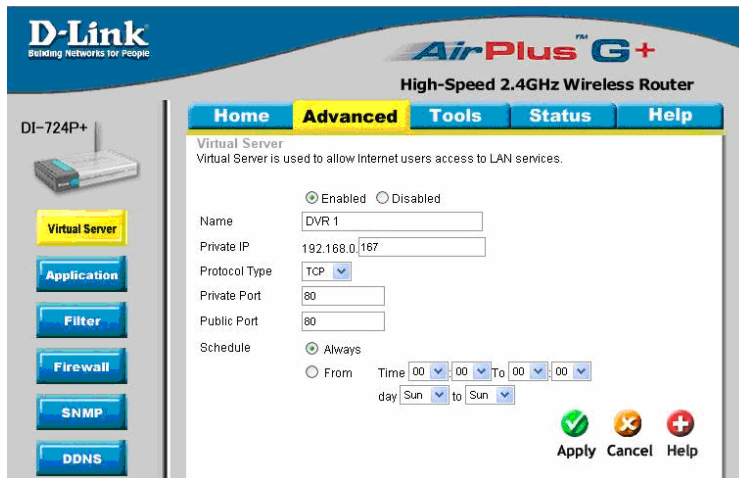 D-Link
Building Networks for People
AirPlus™ G+
High-Speed 2.4GHz Wireless Router
DI-724P+
Home Advanced Tools Status Help
Virtual Server
Virtual Server is used to allow Internet users access to LAN services.
Enabled Disabled
Name DVR 1
Private IP 192.168.0.167
Protocol Type TCP
Private Port 80
Public Port 80
Schedule Always
From Time 00 : 00 To 00 : 00
day Sun to Sun
Apply Cancel Help
Virtual Server
Application
Filter
Firewall
SNMP
DDNS